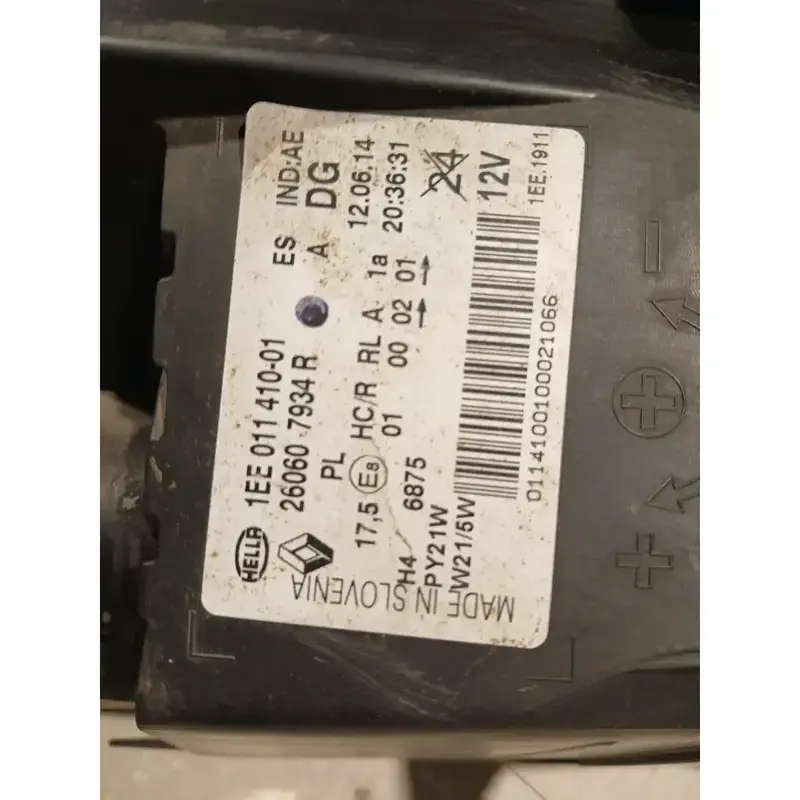 HELLA 1EE 011 410-01 ES IND:AE
26060 7934 R A DG
PL 12.06.14
17,5 E8 HC/R RL A 1a 20:36:31
01 00 02 01
H4 6875 24
PY21W 12V
W21/5W
1EE.1911
0114100100021066
MADE IN SLOVENIA